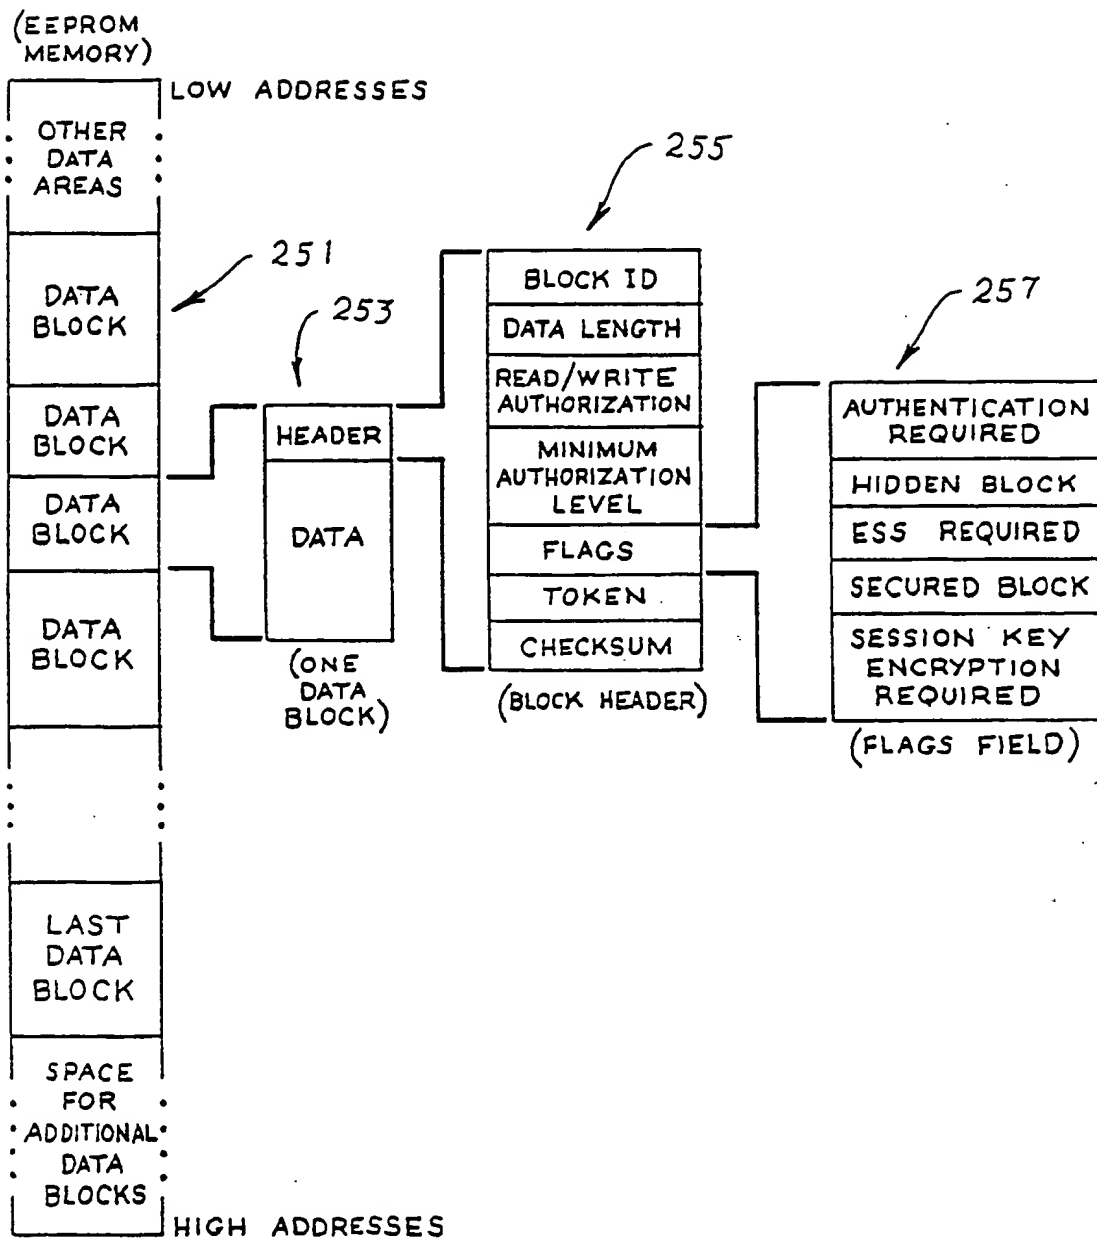 (EEPROM
MEMORY)
LOW ADDRESSES
OTHER
DATA
AREAS
251
DATA
BLOCK
DATA
BLOCK
DATA
BLOCK
DATA
BLOCK
LAST
DATA
BLOCK
SPACE
FOR
ADDITIONAL
DATA
BLOCKS
HIGH ADDRESSES
253
HEADER
DATA
(ONE
DATA
BLOCK)
255
BLOCK ID
DATA LENGTH
READ/WRITE
AUTHORIZATION
MINIMUM
AUTHORIZATION
LEVEL
FLAGS
TOKEN
CHECKSUM
(BLOCK HEADER)
257
AUTHENTICATION
REQUIRED
HIDDEN BLOCK
ESS REQUIRED
SECURED BLOCK
SESSION KEY
ENCRYPTION
REQUIRED
(FLAGS FIELD)